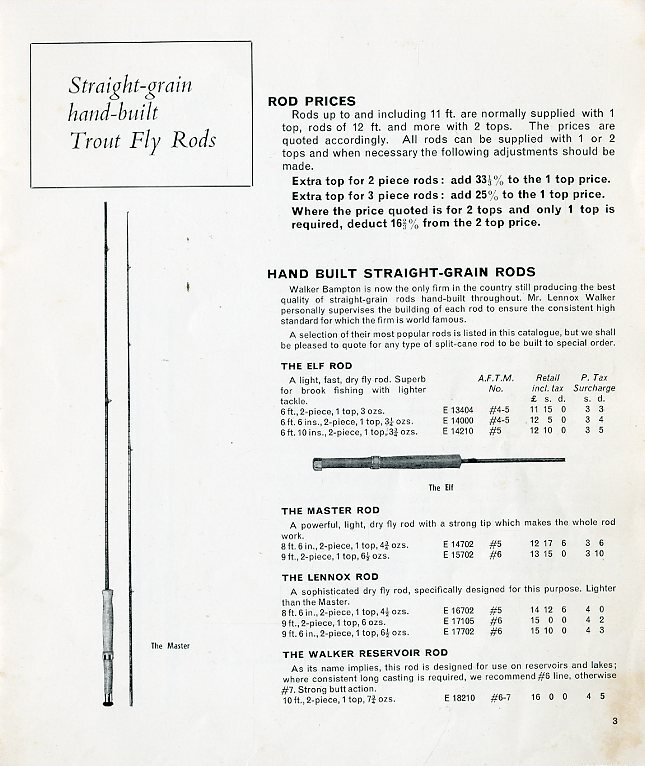 Straight-grain
hand-built
Trout Fly Rods
ROD PRICES
Rods up to and including 11 ft. are normally supplied with 1
top, rods of 12 ft. and more with 2 tops. The prices are
quoted accordingly. All rods can be supplied with 1 or 2
tops and when necessary the following adjustments should be
made.
Extra top for 2 piece rods: add 33⅓% to the 1 top price.
Extra top for 3 piece rods: add 25% to the 1 top price.
Where the price quoted is for 2 tops and only 1 top is
required, deduct 16⅔% from the 2 top price.
HAND BUILT STRAIGHT-GRAIN RODS
Walker Bampton is now the only firm in the country still producing the best
quality of straight-grain rods hand-built throughout. Mr. Lennox Walker
personally supervises the building of each rod to ensure the consistent high
standard for which the firm is world famous.
A selection of their most popular rods is listed in this catalogue, but we shall
be pleased to quote for any type of split-cane rod to be built to special order.
THE ELF ROD
A light, fast, dry fly rod. Superb A.F.T.M. Retail P. Tax
for brook fishing with lighter No. incl. tax Surcharge
tackle. £ s. d. s. d.
6 ft., 2-piece, 1 top, 3 ozs. E 13404 #4-5 11 15 0 3 3
6 ft. 6 ins., 2-piece, 1 top, 3¼ ozs. E 14000 #4-5 12 5 0 3 4
6 ft. 10 ins., 2-piece, 1 top, 3¾ ozs. E 14210 #5 12 10 0 3 5
The Elf
THE MASTER ROD
A powerful, light, dry fly rod with a strong tip which makes the whole rod
work.
8 ft. 6 in., 2-piece, 1 top, 4¾ ozs. E 14702 #5 12 17 6 3 6
9 ft., 2-piece, 1 top, 6½ ozs. E 15702 #6 13 15 0 3 10
THE LENNOX ROD
A sophisticated dry fly rod, specifically designed for this purpose. Lighter
than the Master.
8 ft. 6 in., 2-piece, 1 top, 4½ ozs. E 16702 #5 14 12 6 4 0
9 ft., 2-piece, 1 top, 6 ozs. E 17105 #6 15 0 0 4 2
9 ft. 6 in., 2-piece, 1 top, 6½ ozs. E 17702 #6 15 10 0 4 3
The Master
THE WALKER RESERVOIR ROD
As its name implies, this rod is designed for use on reservoirs and lakes;
where consistent long casting is required, we recommend #6 line, otherwise
#7. Strong butt action.
10 ft., 2-piece, 1 top, 7¾ ozs. E 18210 #6-7 16 0 0 4 5
3